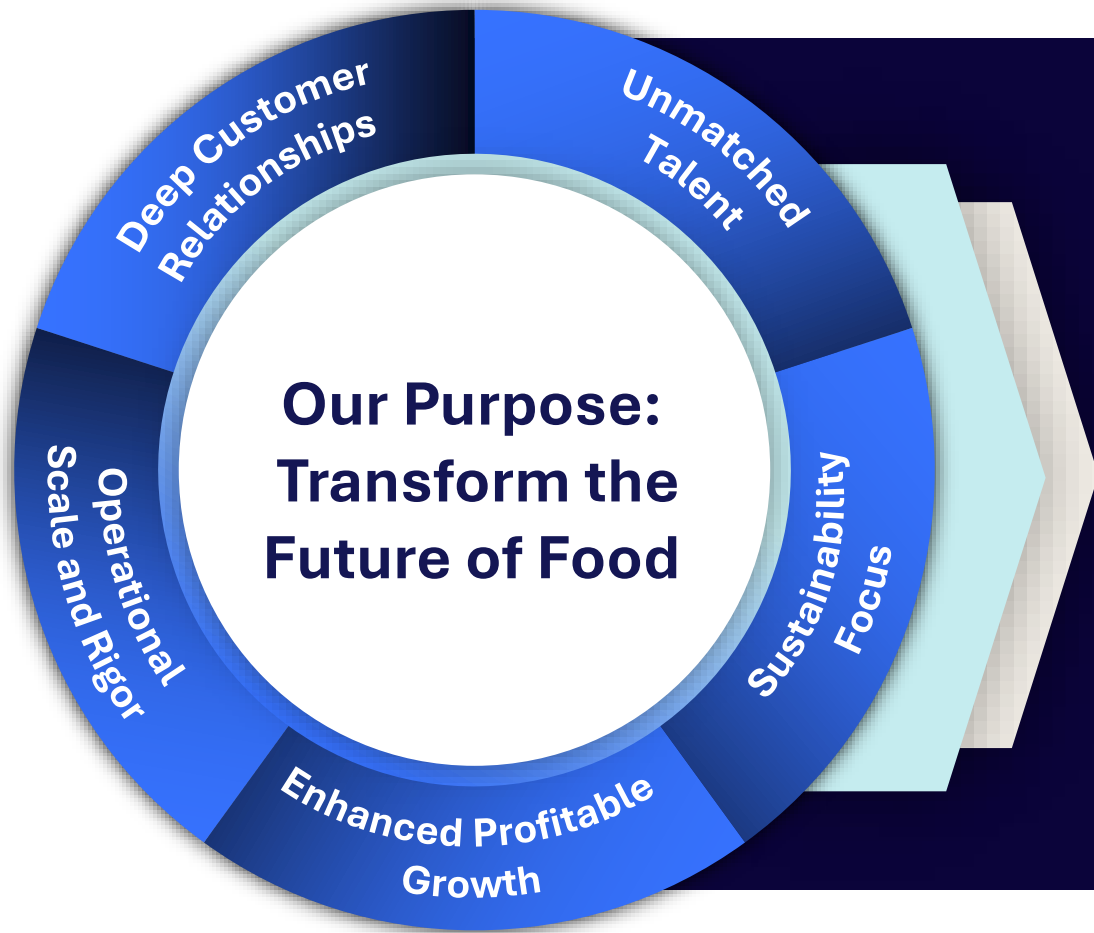 Our Purpose:
Transform the
Future of Food
Unmatched
Talent
Sustainability
Focus
Enhanced Profitable
Growth
Operational
Scale and Rigor
Deep Customer
Relationships